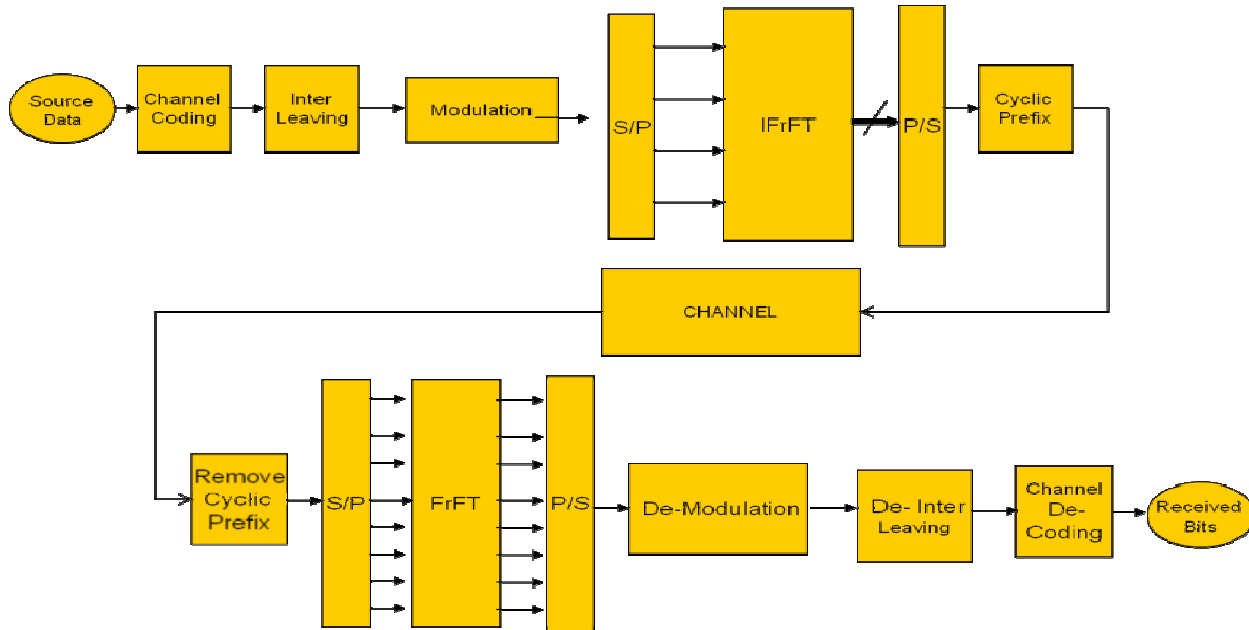 Source
Data
Channel
Coding
Inter
Leaving
Modulation
S/P
IFrFT
P/S
Cyclic
Prefix
CHANNEL
Remove
Cyclic
Prefix
S/P
FrFT
P/S
De-Modulation
De- Inter
Leaving
Channel
De-
Coding
Received
Bits